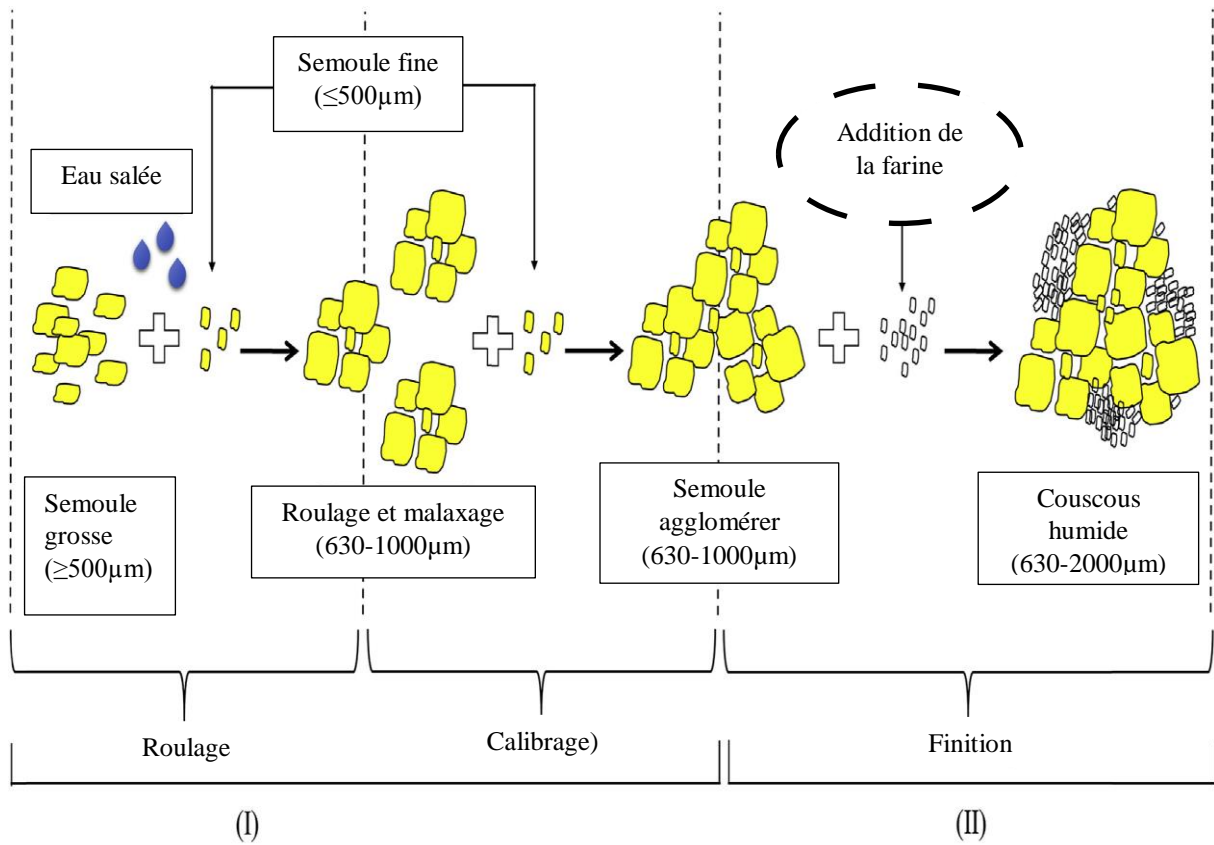 Semoule fine
(≤500µm)
Addition de
la farine
Eau salée
Semoule
grosse
(≥500µm)
Roulage et malaxage
(630-1000µm)
Semoule
agglomérer
(630-1000µm)
Couscous
humide
(630-2000µm)
Roulage
Calibrage)
Finition
(I)
(II)